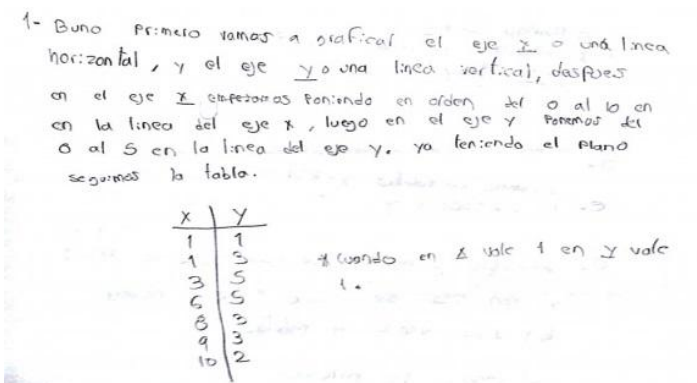 1- Buno Primero vamos a graficar el eje x o una linea
horizontal, y el eje y o una linea vertical, despues
en el eje x empezamos poniendo en orden del 0 al 10 en
en la linea del eje x, luego en el eje y Ponemos del
0 al 5 en la linea del eje y. ya teniendo el Plano
seguimos la tabla.
x y
1 1
1 3
3 5
6 5
8 3
9 3
10 2
* Cuando en x vale 1 en y vale
1.